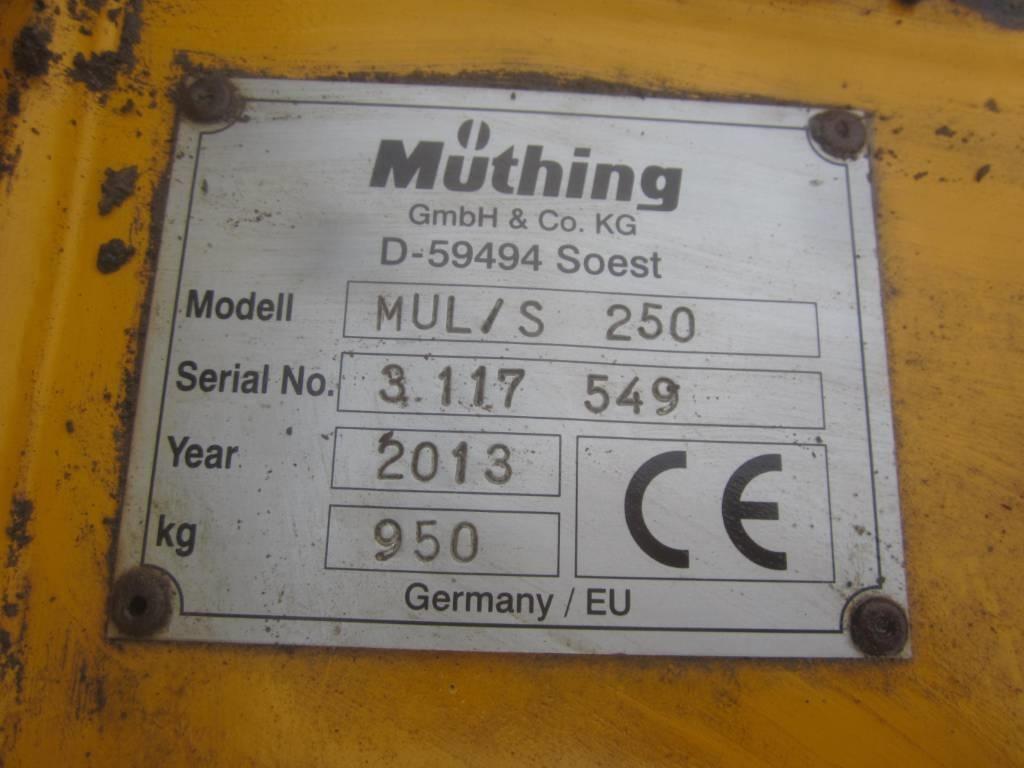 Müthing
GmbH & Co. KG
D-59494 Soest
Modell MUL/S 250
Serial No. 3.117 549
Year 2013
kg 950
CE
Germany / EU